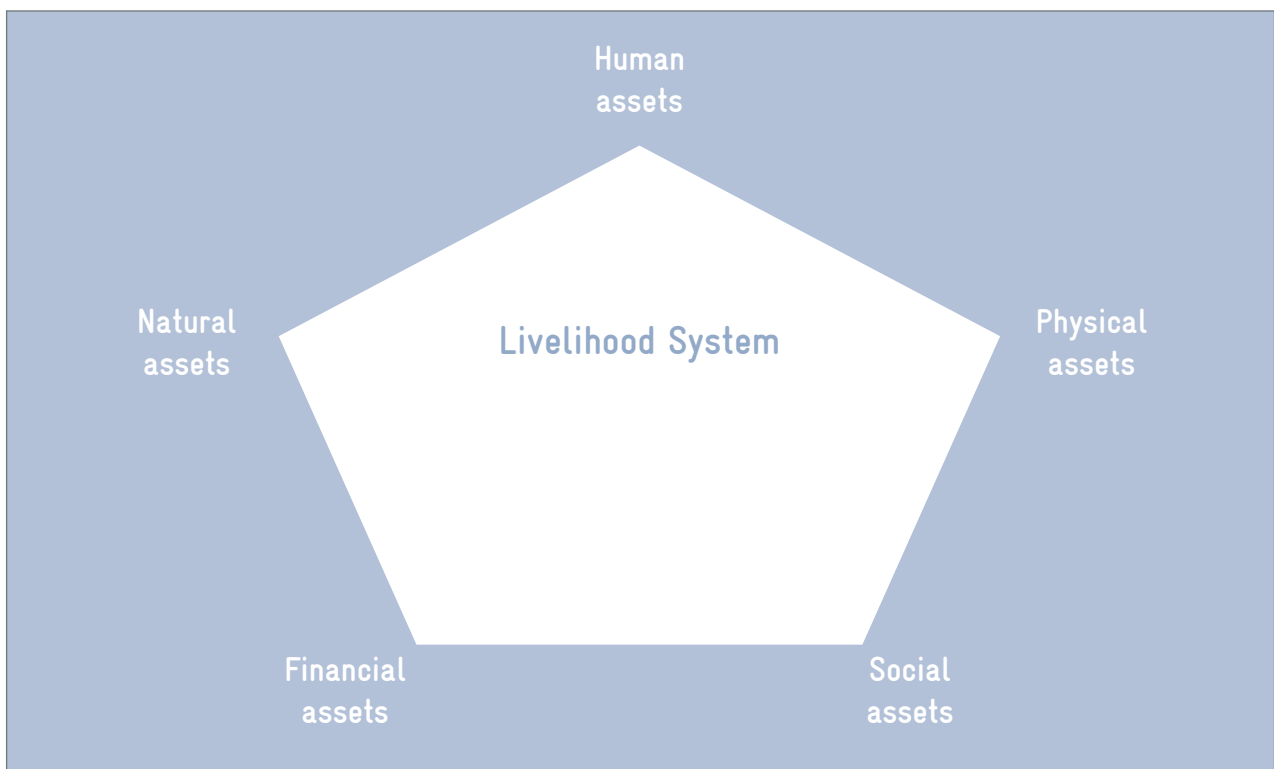 Human
assets
Natural
assets
Livelihood System
Physical
assets
Financial
assets
Social
assets